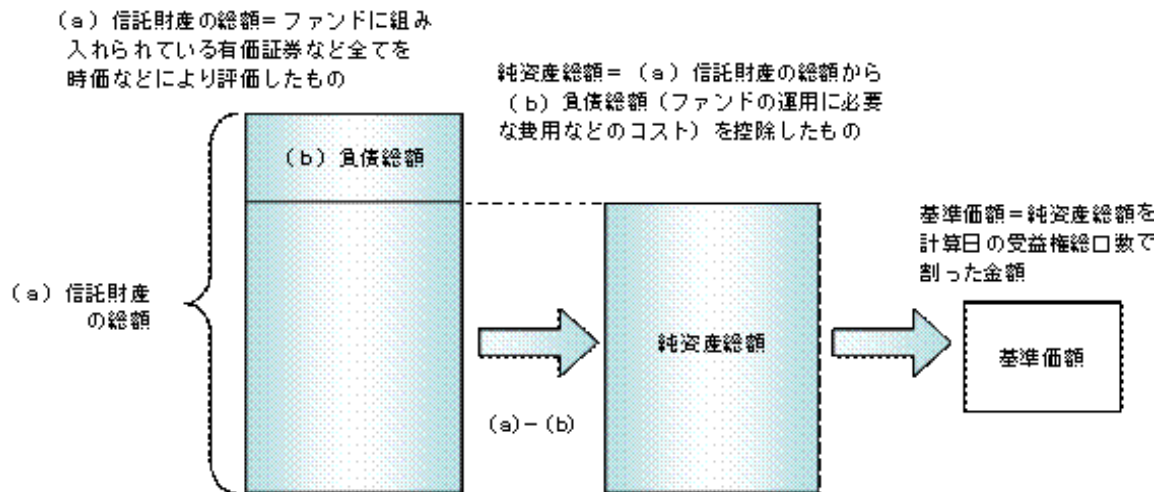 (a)信託財産の総額=ファンドに組み
入れられている有価証券など全てを
時価などにより評価したもの
純資産総額=(a)信託財産の総額から
(b)負債総額(ファンドの運用に必要
な費用などのコスト)を控除したもの
(b)負債総額
基準価額=純資産総額を
計算日の受益権総口数で
割った金額
(a)信託財産
の総額
純資産総額
基準価額
(a)-(b)